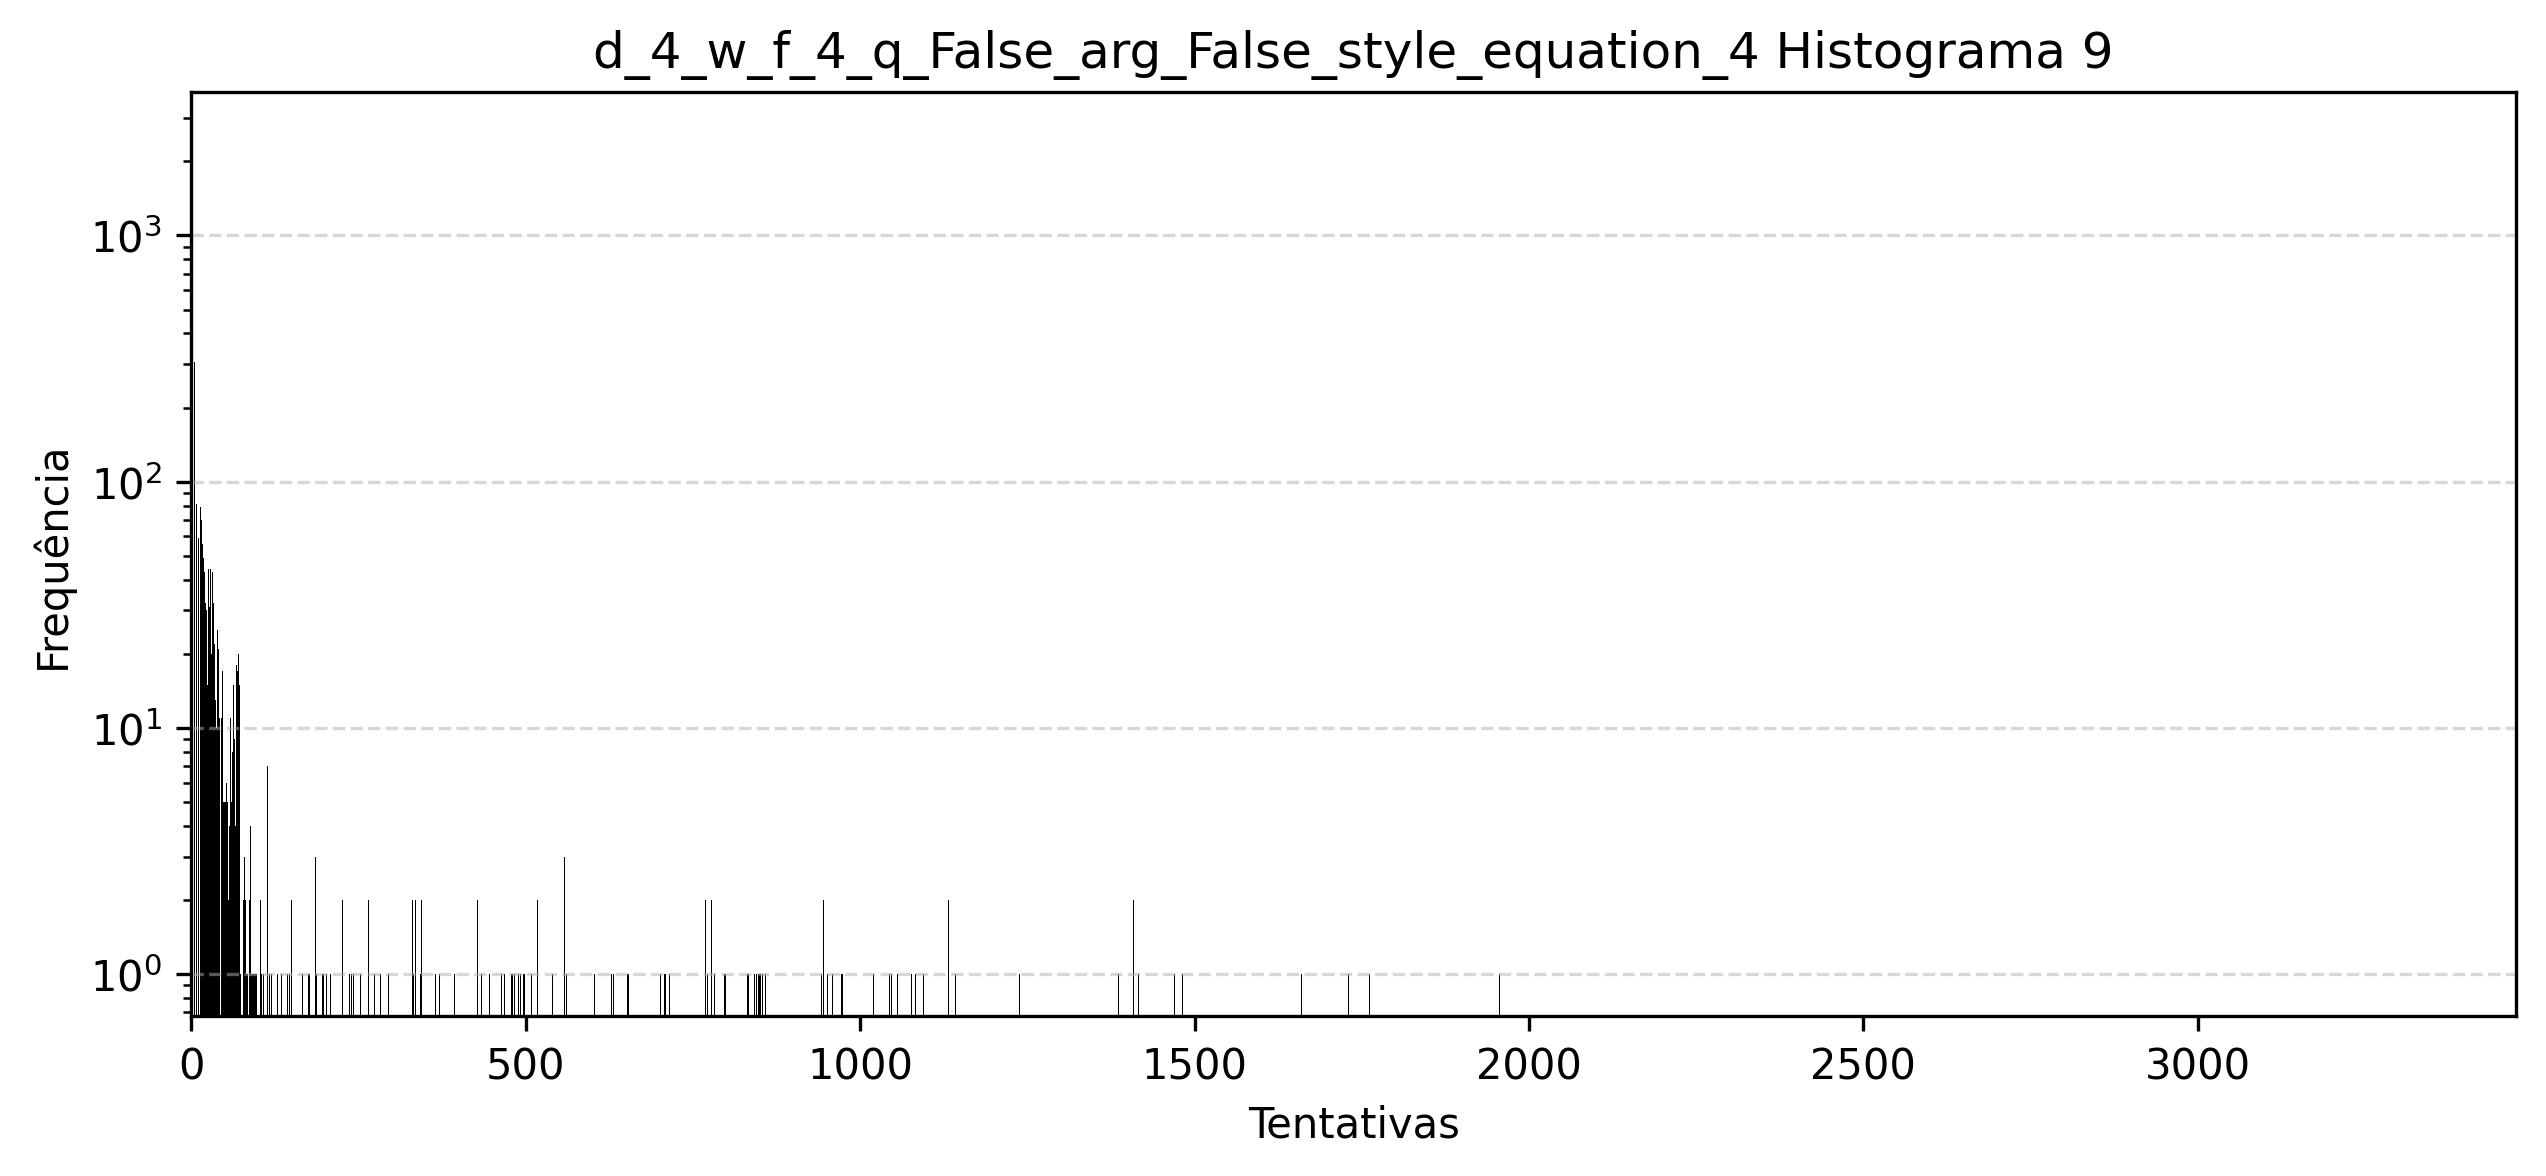 d_4_w_f_4_q_False_arg_False_style_equation_4 Histograma 9
Frequência
10³
10²
10¹
10⁰
0 500 1000 1500 2000 2500 3000
Tentativas